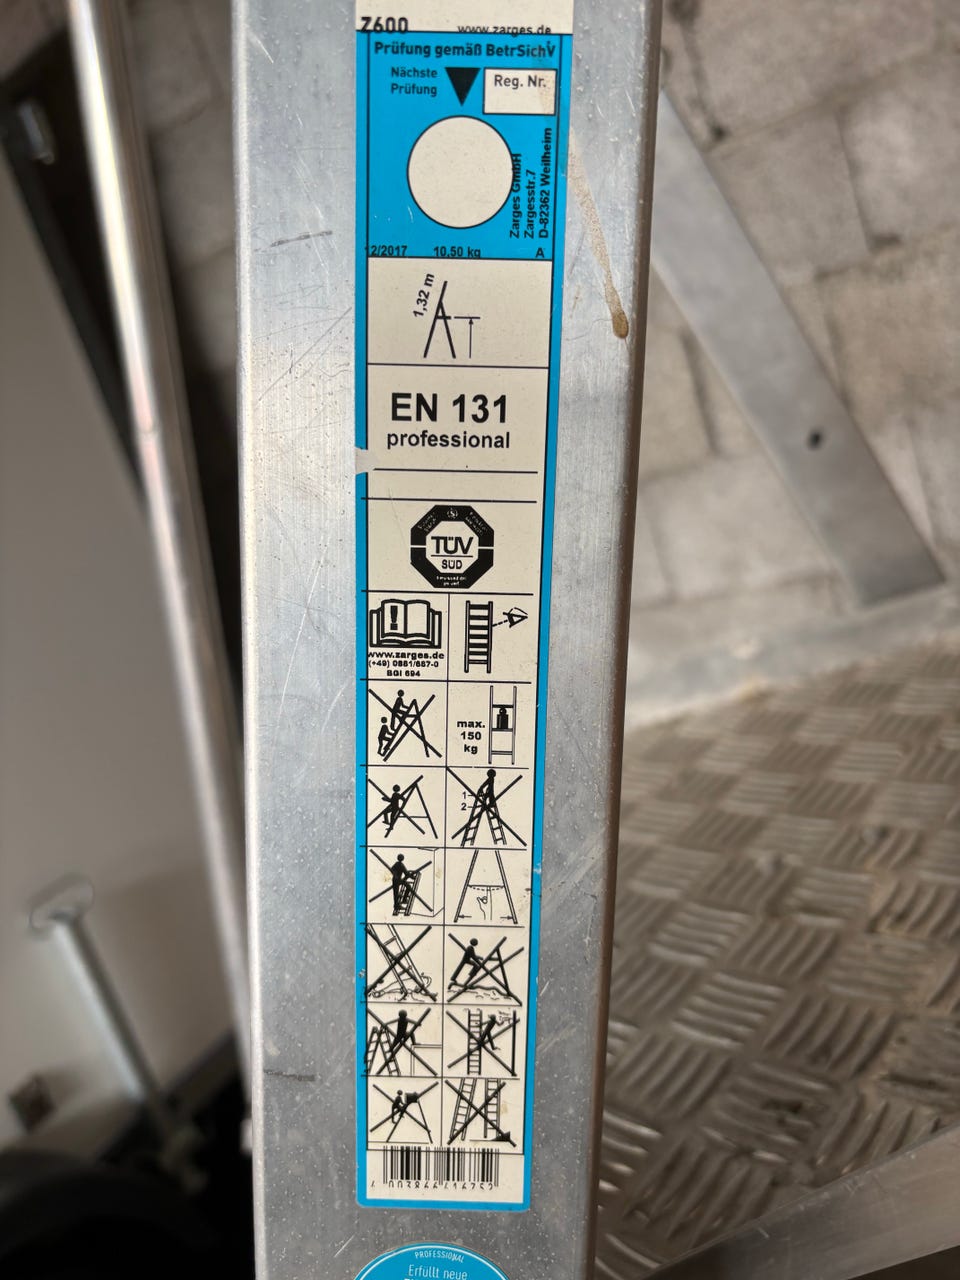 Z600 www.zarges.de
Prüfung gemäß BetrSichV
Nächste
Prüfung
Reg. Nr.
Zarges GmbH
Zargesstr.7
D-82362 Weilheim
12/2017 10,50 kg A
1,32 m
EN 131
professional
TÜV
SÜD
www.zarges.de
(+49) 0881/687-0
BGI 694
max.
150
kg
1
2
PROFESSIONAL
Erfüllt neue